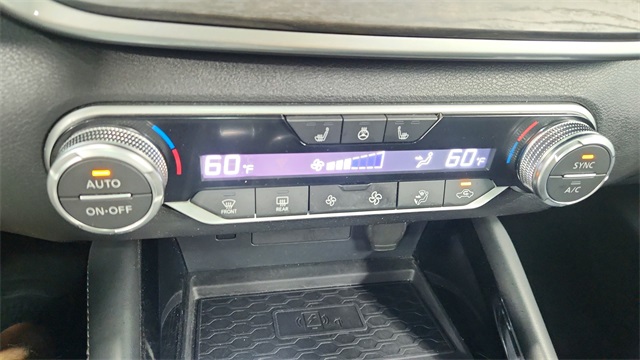 60°F 60°F
AUTO
ON·OFF
FRONT
REAR
SYNC
A/C